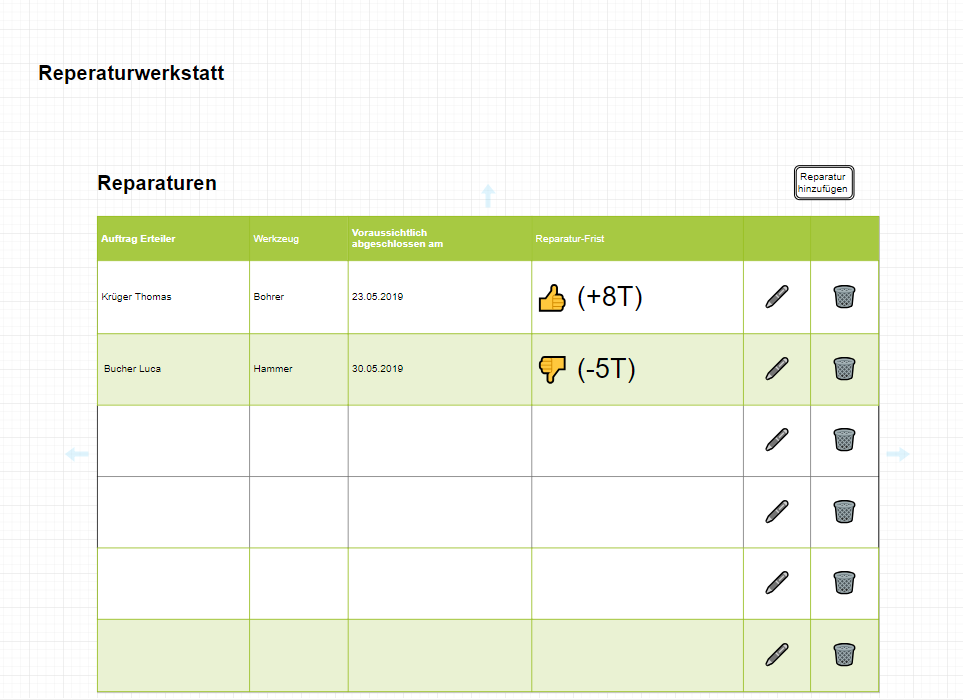 Reperaturwerkstatt
Reparaturen
Reparatur
hinzufügen
Auftrag Erteiler
Werkzeug
Voraussichtlich
abgeschlossen am
Reparatur-Frist
Krüger Thomas
Bohrer
23.05.2019
👍 (+8T)
Bucher Luca
Hammer
30.05.2019
👎 (-5T)